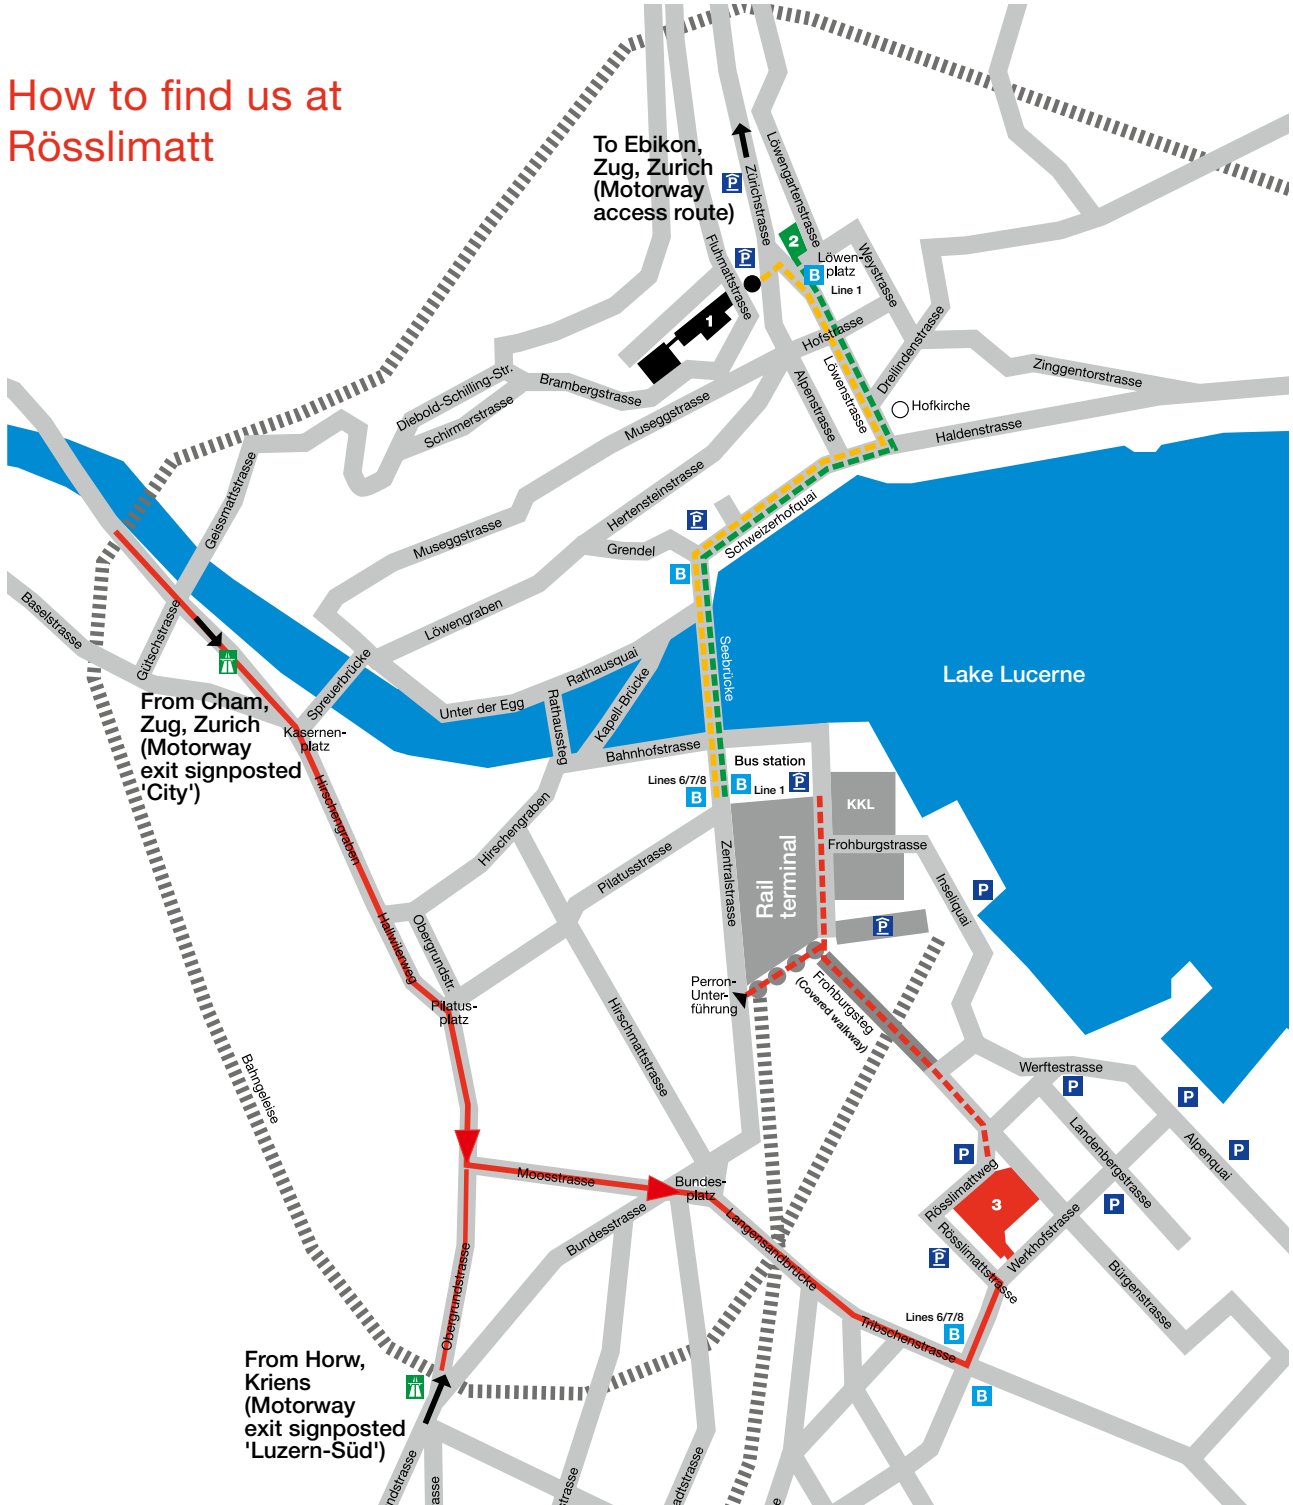 How to find us at
Rösslimatt
To Ebikon,
Zug, Zurich
(Motorway
access route)
P
Zürichstrasse
Löwengartenstrasse
2
Löwen-
platz
B
Line 1
Weystrasse
P
Fluhmattstrasse
1
Hofstrasse
Dreilindenstrasse
Löwenstrasse
Alpenstrasse
Zinggentorstrasse
Hofkirche
Haldenstrasse
Diebold-Schilling-Str.
Brambergstrasse
Schirmerstrasse
Museggstrasse
Geissmattstrasse
Hertensteinstrasse
Museggstrasse
P
Schweizerhofquai
Grendel
B
Baselstrasse
Gütschstrasse
Löwengraben
Spreuerbrücke
Rathausquai
Seebrücke
Lake Lucerne
From Cham,
Zug, Zurich
(Motorway
exit signposted
'City')
Kasernen-
platz
Unter der Egg
Rathaussteg
Kapell-Brücke
Bahnhofstrasse
Bus station
Lines 6/7/8
B
B
Line 1
P
KKL
Hirschengraben
Hirschengraben
Pilatusstrasse
Zentralstrasse
Rail
terminal
Frohburgstrasse
Inseliquai
P
P
Hallwilerweg
Obergrundstr.
Pilatus-
platz
Perron-
Unter-
führung
Frohburgsteg
(Covered walkway)
Hirschmattstrasse
Bahngeleise
Werftestrasse
P
P
Landenbergstrasse
Alpenquai
P
P
Moosstrasse
Bundes-
platz
Rösslimattweg
3
P
Bundesstrasse
Langensandbrücke
Rösslimattstrasse
Werkhofstrasse
P
Bürgenstrasse
Obergrundstrasse
Tribschenstrasse
Lines 6/7/8
B
B
From Horw,
Kriens
(Motorway
exit signposted
'Luzern-Süd')
ndstrasse
asse
strasse
adtstrasse
e